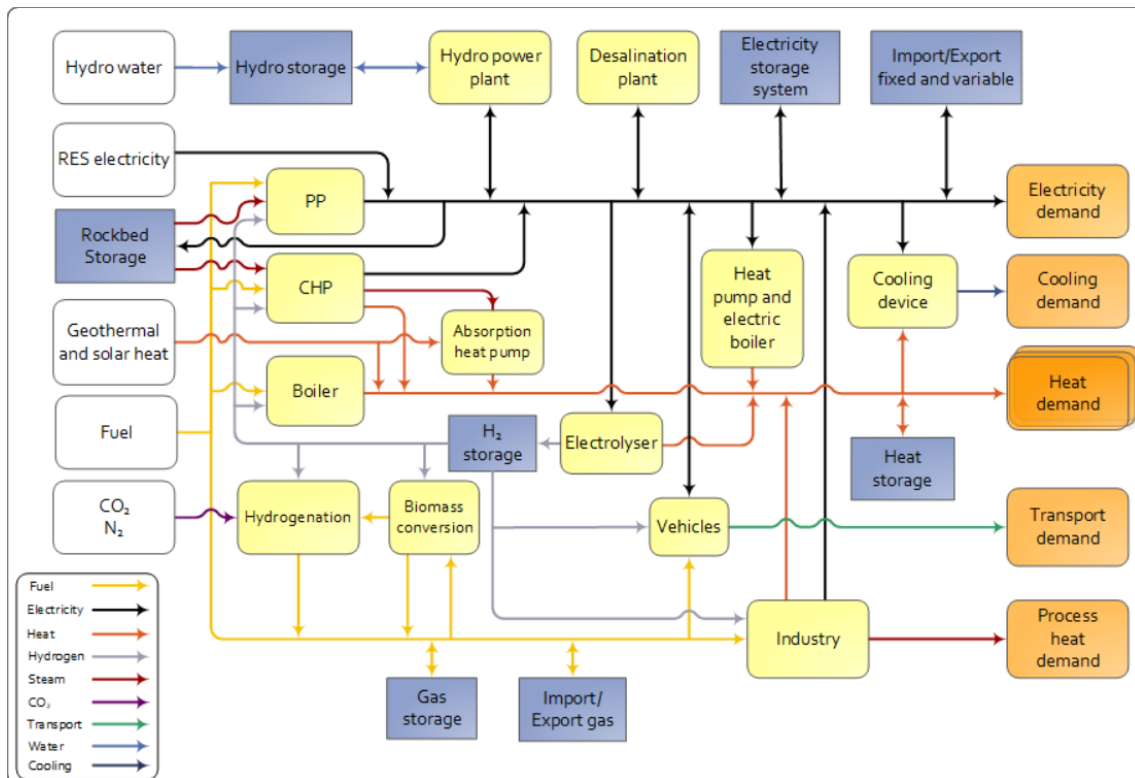 Hydro water
Hydro storage
Hydro power
plant
Desalination
plant
Electricity
storage
system
Import/Export
fixed and variable
RES electricity
PP
Electricity
demand
Rockbed
Storage
CHP
Heat
pump and
electric
boiler
Cooling
device
Cooling
demand
Geothermal
and solar heat
Absorption
heat pump
Boiler
Heat
demand
Fuel
H₂
storage
Electrolyser
Heat
storage
CO₂
N₂
Hydrogenation
Biomass
conversion
Vehicles
Transport
demand
Fuel
Electricity
Heat
Hydrogen
Steam
CO₂
Transport
Water
Cooling
Industry
Process
heat
demand
Gas
storage
Import/
Export gas